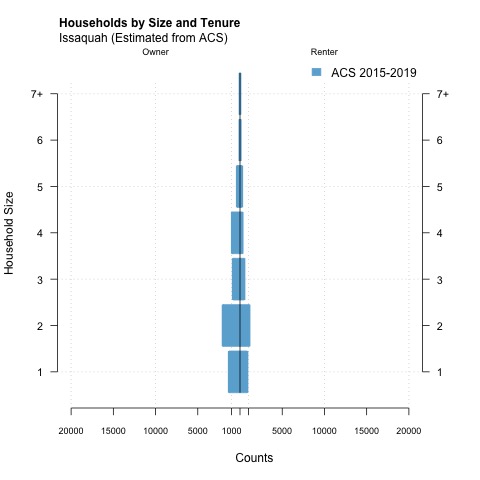 Households by Size and Tenure
Issaquah (Estimated from ACS)
Owner Renter
ACS 2015-2019
7+ 7+
6 6
5 5
4 4
3 3
2 2
1 1
Household Size
20000 15000 10000 5000 1000 5000 10000 15000 20000
Counts